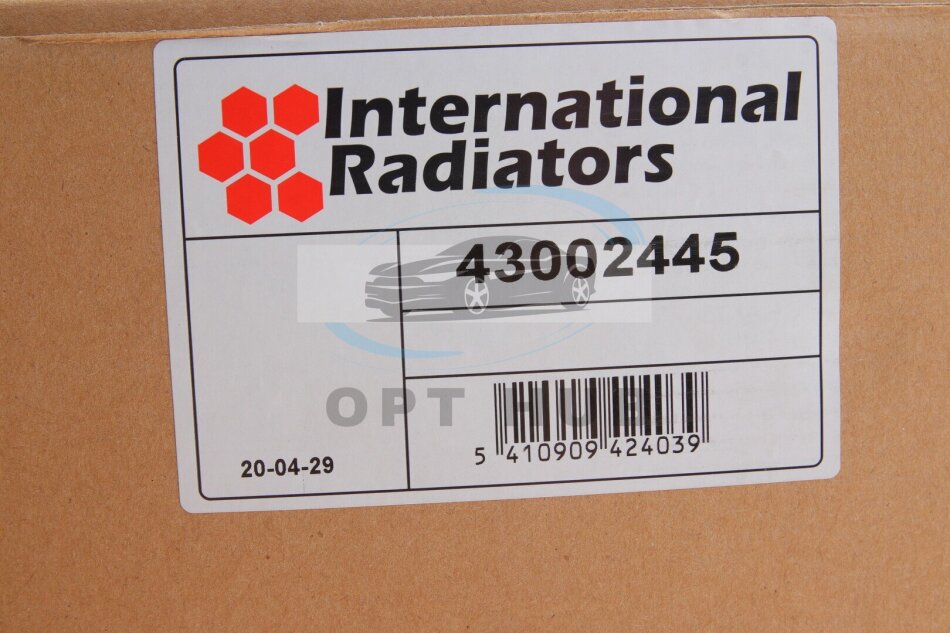 International
Radiators
43002445
OPT HUB
5 410909 424039
20-04-29